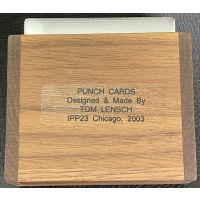 PUNCH CARDS
Designed & Made By
TOM LENSCH
IPP23 Chicago, 2003